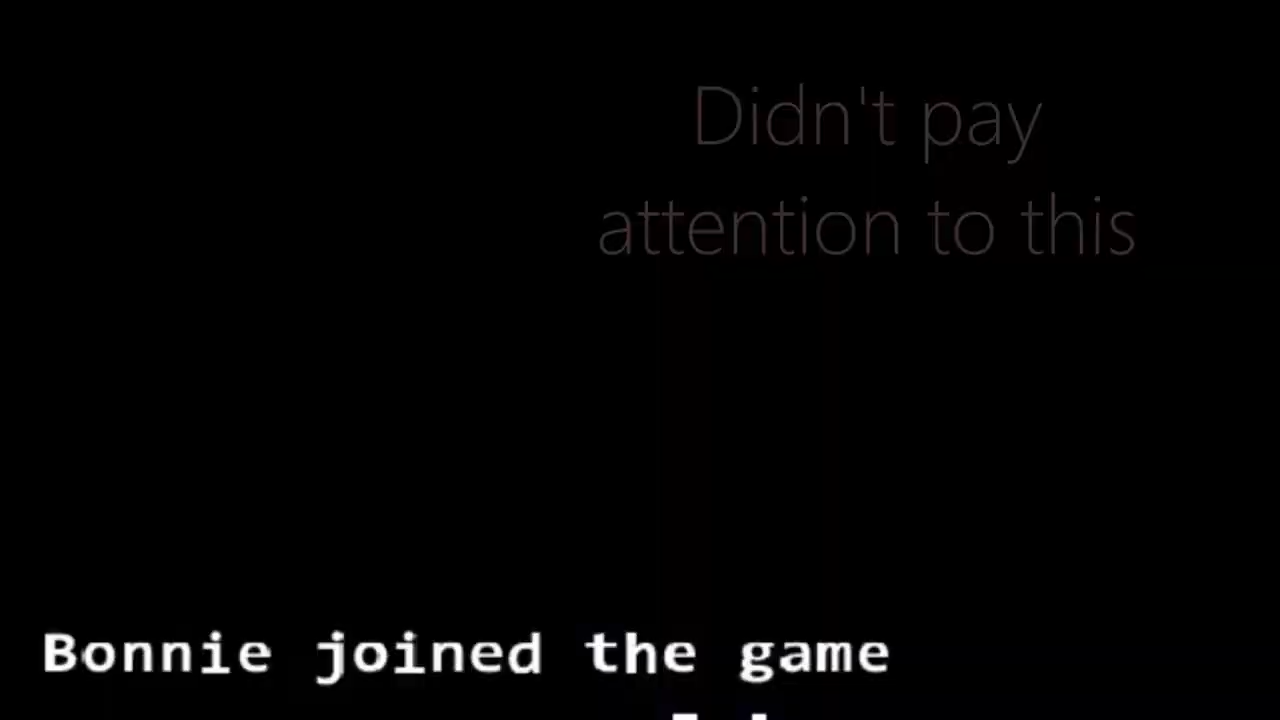 Didn't pay
attention to this
Bonnie joined the game